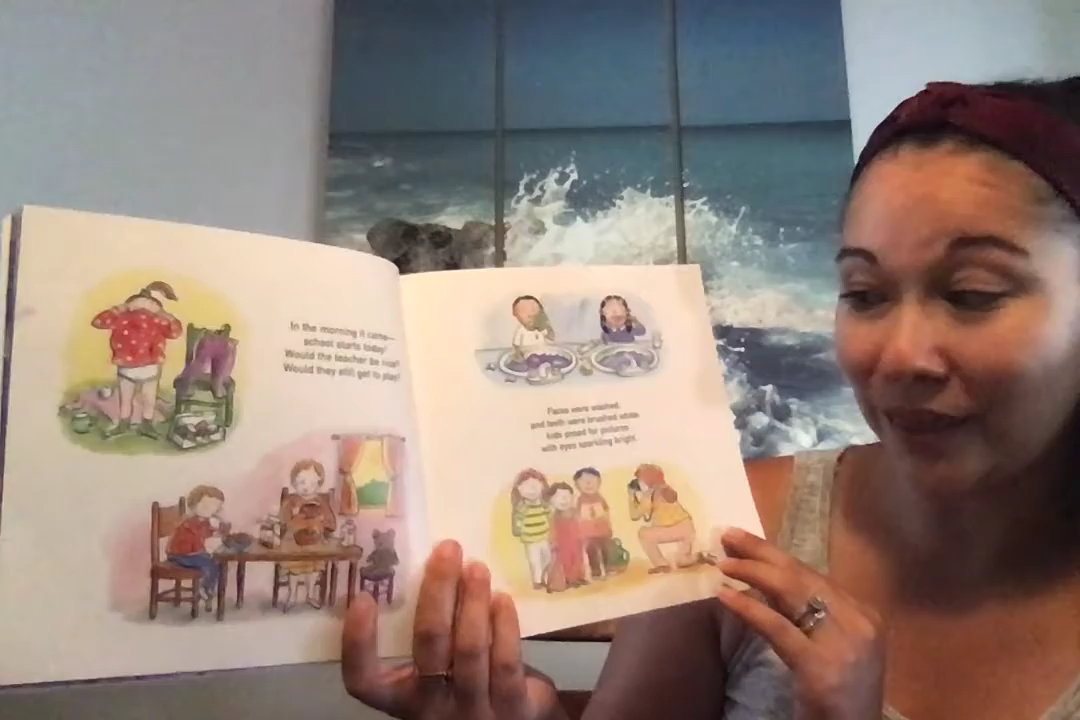 In the morning it came—
school starts today!
Would the teacher be nice?
Would they still get to play?
Faces were washed,
and teeth were brushed white
kids posed for pictures
with eyes sparkling bright.